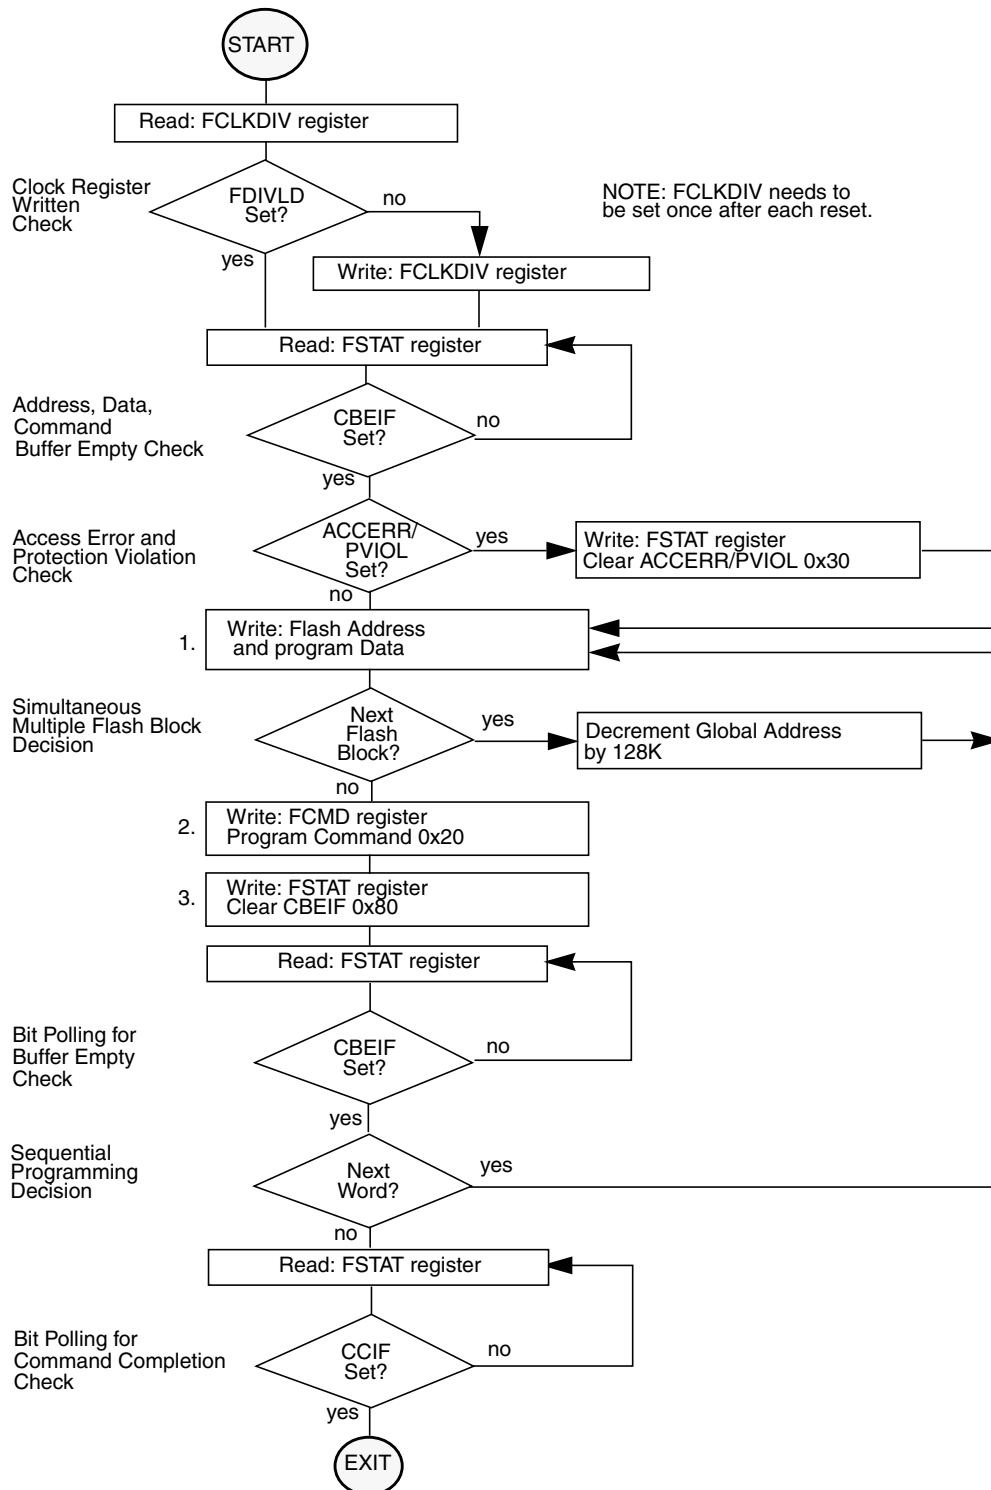 START
Read: FCLKDIV register
Clock Register
Written
Check
FDIVLD
Set?
no
yes
NOTE: FCLKDIV needs to
be set once after each reset.
Write: FCLKDIV register
Read: FSTAT register
Address, Data,
Command
Buffer Empty Check
CBEIF
Set?
no
yes
Access Error and
Protection Violation
Check
ACCERR/
PVIOL
Set?
yes
no
Write: FSTAT register
Clear ACCERR/PVIOL 0x30
1.
Write: Flash Address
and program Data
Simultaneous
Multiple Flash Block
Decision
Next
Flash
Block?
yes
no
Decrement Global Address
by 128K
2.
Write: FCMD register
Program Command 0x20
3.
Write: FSTAT register
Clear CBEIF 0x80
Read: FSTAT register
Bit Polling for
Buffer Empty
Check
CBEIF
Set?
no
yes
Sequential
Programming
Decision
Next
Word?
yes
no
Read: FSTAT register
Bit Polling for
Command Completion
Check
CCIF
Set?
no
yes
EXIT